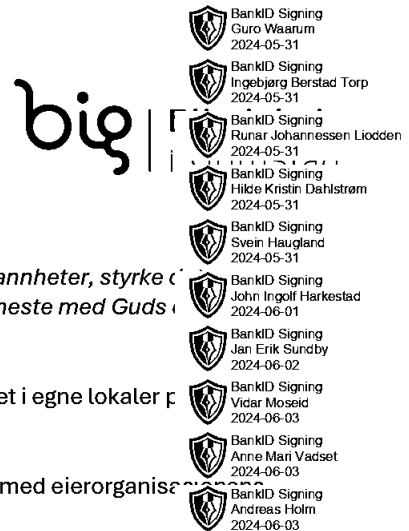 BankID Signing
Guro Waarum
2024-05-31
BankID Signing
Ingebjørg Berstad Torp
2024-05-31
big
BankID Signing
Runar Johannessen Liodden
2024-05-31
BankID Signing
Hilde Kristin Dahlstrøm
2024-05-31
BankID Signing
Svein Haugland
2024-05-31
annheter, styrke
BankID Signing
John Ingolf Harkestad
2024-06-01
neste med Guds
BankID Signing
Jan Erik Sundby
2024-06-02
et i egne lokaler
BankID Signing
Vidar Moseid
2024-06-03
BankID Signing
Anne Mari Vadset
2024-06-03
med
BankID Signing
Andreas Holm
2024-06-03